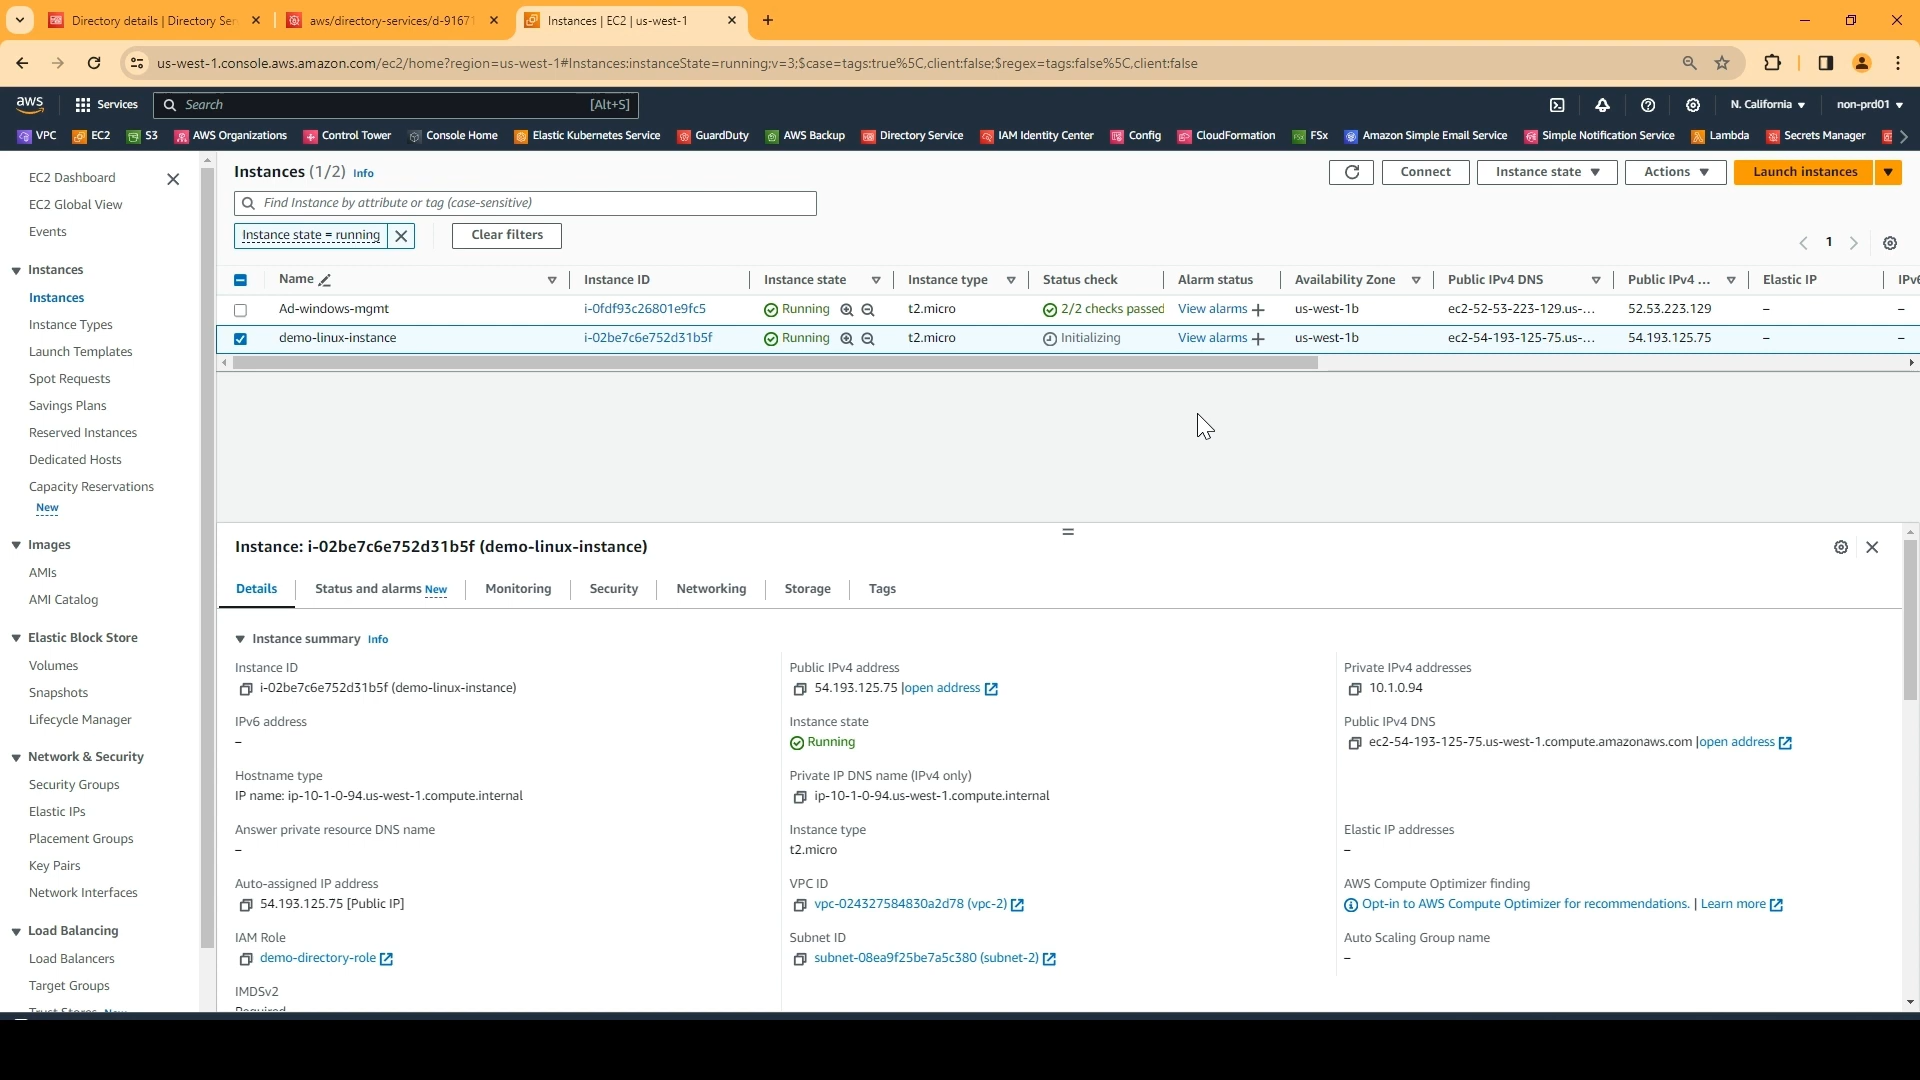 Directory details | Directory Ser
aws/directory-services/d-91671
Instances | EC2 | us-west-1
us-west-1.console.aws.amazon.com/ec2/home?region=us-west-1#Instances:instanceState=running;v=3;$case=tags:true%5C,client:false;$regex=tags:false%5C,client:false
aws
Services
Search
[Alt+S]
N. California
non-prd01
VPC
EC2
S3
AWS Organizations
Control Tower
Console Home
Elastic Kubernetes Service
GuardDuty
AWS Backup
Directory Service
IAM Identity Center
Config
CloudFormation
FSx
Amazon Simple Email Service
Simple Notification Service
Lambda
Secrets Manager
EC2 Dashboard
EC2 Global View
Events
Instances
Instances
Instance Types
Launch Templates
Spot Requests
Savings Plans
Reserved Instances
Dedicated Hosts
Capacity Reservations
New
Images
AMIs
AMI Catalog
Elastic Block Store
Volumes
Snapshots
Lifecycle Manager
Network & Security
Security Groups
Elastic IPs
Placement Groups
Key Pairs
Network Interfaces
Load Balancing
Load Balancers
Target Groups
Trust Stores New
Instances (1/2) Info
Connect
Instance state
Actions
Launch instances
Find Instance by attribute or tag (case-sensitive)
Instance state = running
Clear filters
1
Name Instance ID Instance state Instance type Status check Alarm status Availability Zone Public IPv4 DNS Public IPv4 ... Elastic IP IPv6
Ad-windows-mgmt i-0fdf93c26801e9fc5 Running t2.micro 2/2 checks passed View alarms + us-west-1b ec2-52-53-223-129.us-... 52.53.223.129 – –
demo-linux-instance i-02be7c6e752d31b5f Running t2.micro Initializing View alarms + us-west-1b ec2-54-193-125-75.us-... 54.193.125.75 – –
Instance: i-02be7c6e752d31b5f (demo-linux-instance)
Details
Status and alarms New
Monitoring
Security
Networking
Storage
Tags
Instance summary Info
Instance ID
i-02be7c6e752d31b5f (demo-linux-instance)
Public IPv4 address
54.193.125.75 |open address
Private IPv4 addresses
10.1.0.94
IPv6 address
–
Instance state
Running
Public IPv4 DNS
ec2-54-193-125-75.us-west-1.compute.amazonaws.com |open address
Hostname type
IP name: ip-10-1-0-94.us-west-1.compute.internal
Private IP DNS name (IPv4 only)
ip-10-1-0-94.us-west-1.compute.internal
Answer private resource DNS name
–
Instance type
t2.micro
Elastic IP addresses
–
Auto-assigned IP address
54.193.125.75 [Public IP]
VPC ID
vpc-024327584830a2d78 (vpc-2)
AWS Compute Optimizer finding
Opt-in to AWS Compute Optimizer for recommendations. | Learn more
IAM Role
demo-directory-role
Subnet ID
subnet-08ea9f25be7a5c380 (subnet-2)
Auto Scaling Group name
–
IMDSv2
Required